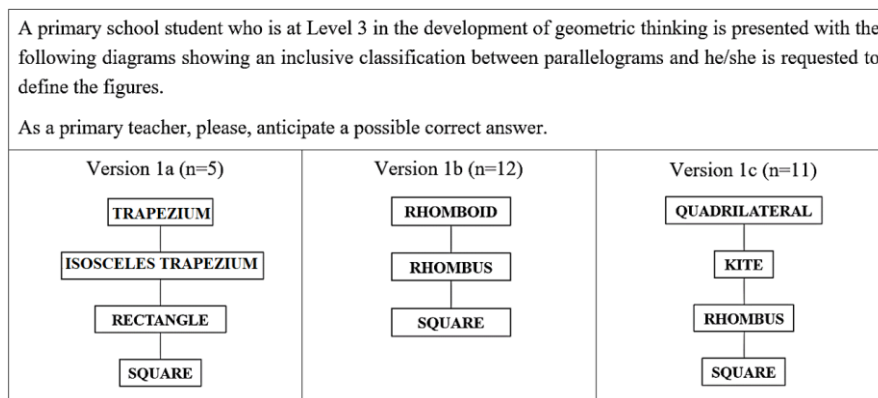 A primary school student who is at Level 3 in the development of geometric thinking is presented with the
following diagrams showing an inclusive classification between parallelograms and he/she is requested to
define the figures.
As a primary teacher, please, anticipate a possible correct answer.
Version 1a (n=5)
TRAPEZIUM
ISOSCELES TRAPEZIUM
RECTANGLE
SQUARE
Version 1b (n=12)
RHOMBOID
RHOMBUS
SQUARE
Version 1c (n=11)
QUADRILATERAL
KITE
RHOMBUS
SQUARE